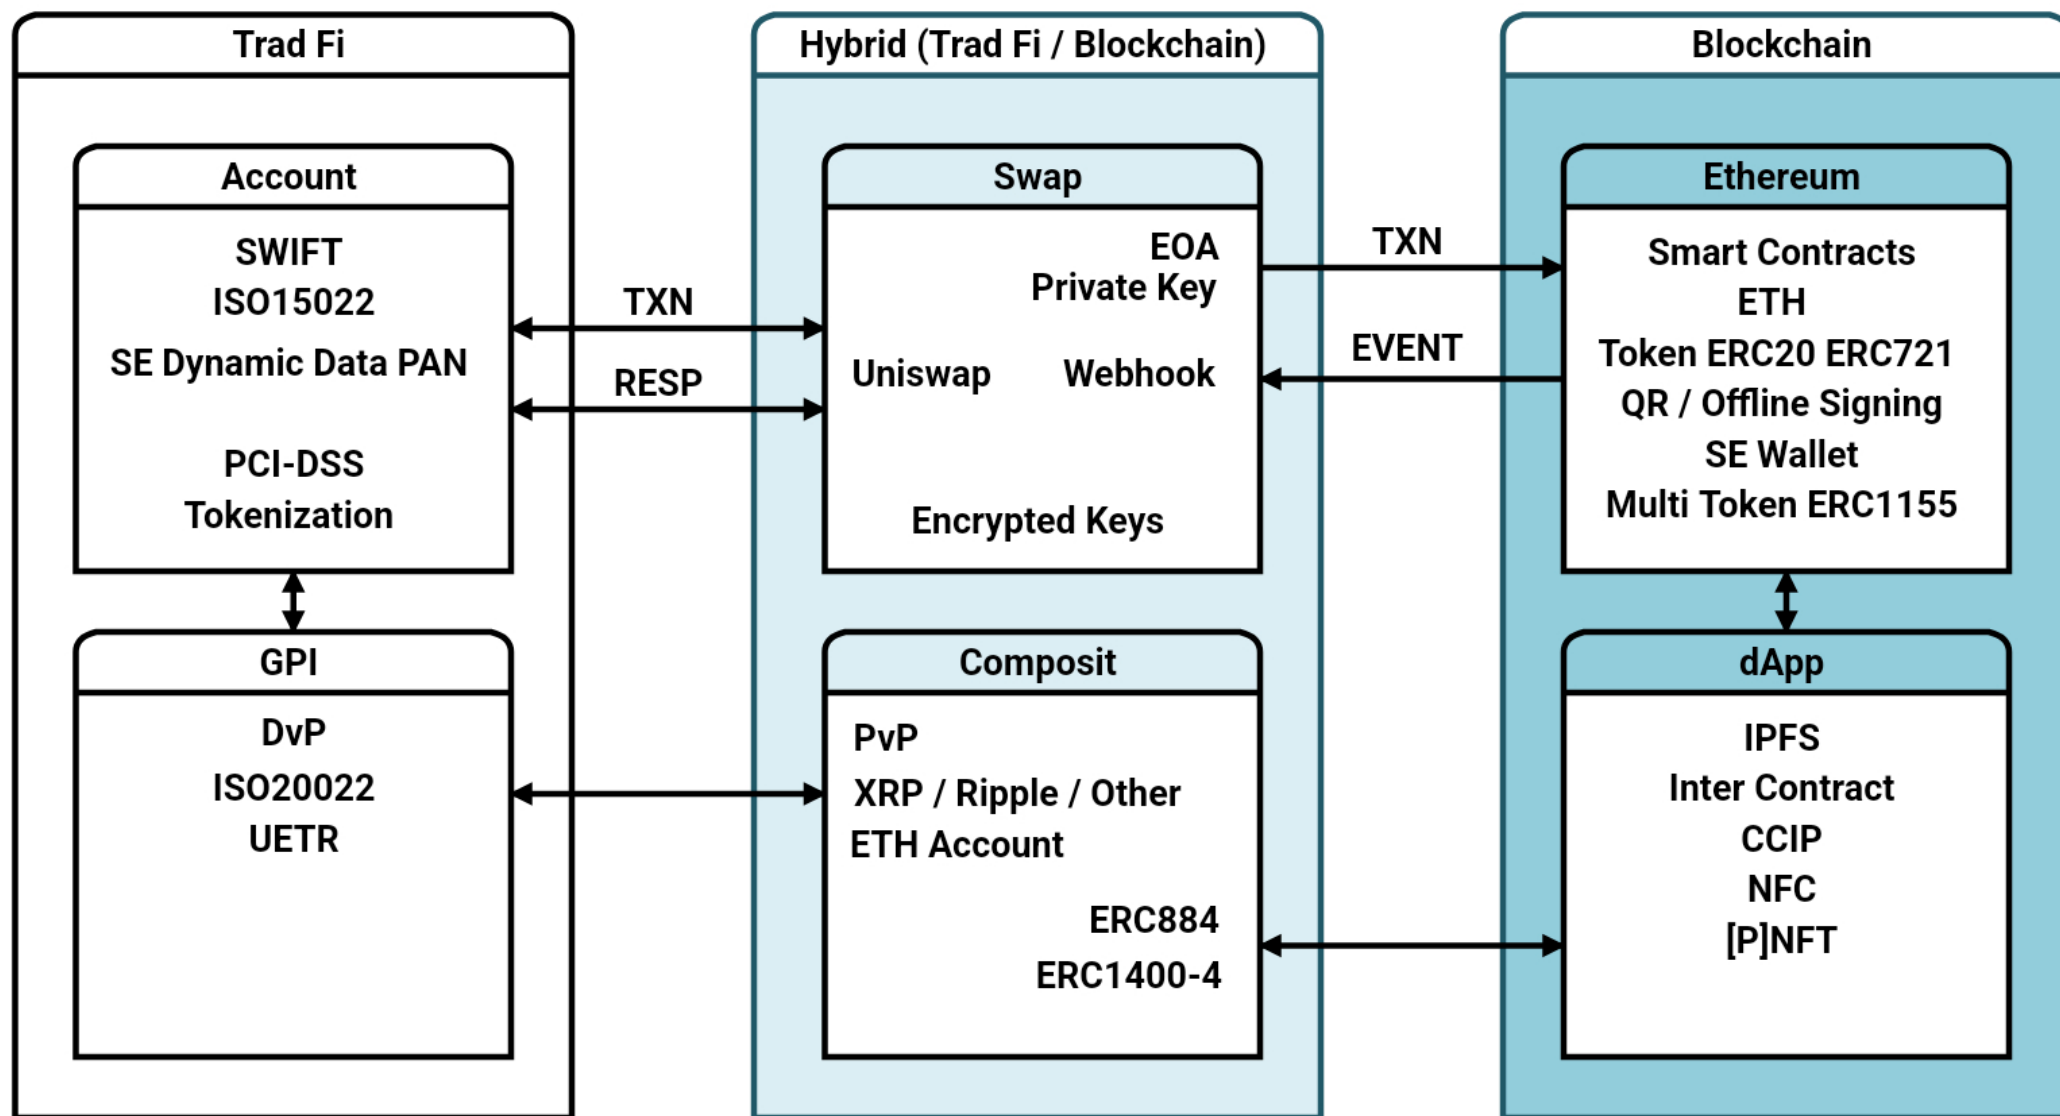 Trad Fi
Account
SWIFT
ISO15022
SE Dynamic Data PAN
PCI-DSS
Tokenization
GPI
DvP
ISO20022
UETR
TXN
RESP
Hybrid (Trad Fi / Blockchain)
Swap
EOA
Private Key
Uniswap
Webhook
Encrypted Keys
Composit
PvP
XRP / Ripple / Other
ETH Account
ERC884
ERC1400-4
TXN
EVENT
Blockchain
Ethereum
Smart Contracts
ETH
Token ERC20 ERC721
QR / Offline Signing
SE Wallet
Multi Token ERC1155
dApp
IPFS
Inter Contract
CCIP
NFC
[P]NFT